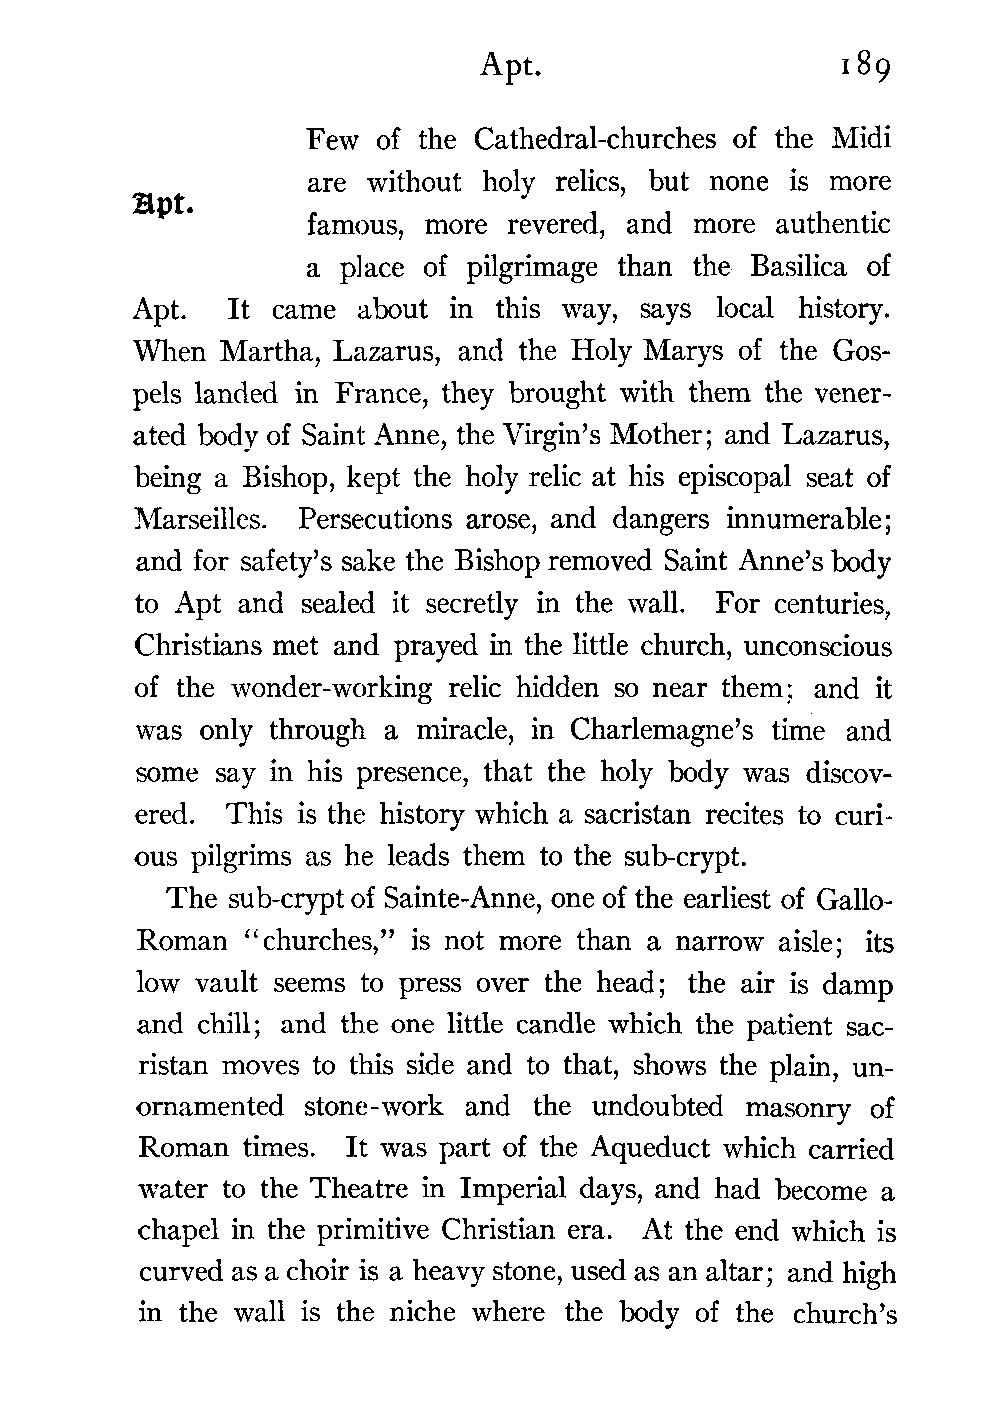 Apt. 189
Few of the Cathedral-churches of the Midi
are without holy relics, but none is more
Apt.
famous, more revered, and more authentic
a place of pilgrimage than the Basilica of
Apt. It came about in this way, says local history.
When Martha, Lazarus, and the Holy Marys of the Gos-
pels landed in France, they brought with them the vener-
ated body of Saint Anne, the Virgin's Mother; and Lazarus,
being a Bishop, kept the holy relic at his episcopal seat of
Marseilles. Persecutions arose, and dangers innumerable;
and for safety's sake the Bishop removed Saint Anne's body
to Apt and sealed it secretly in the wall. For centuries,
Christians met and prayed in the little church, unconscious
of the wonder-working relic hidden so near them; and it
was only through a miracle, in Charlemagne's time and
some say in his presence, that the holy body was discov-
ered. This is the history which a sacristan recites to curi-
ous pilgrims as he leads them to the sub-crypt.
The sub-crypt of Sainte-Anne, one of the earliest of Gallo-
Roman "churches," is not more than a narrow aisle; its
low vault seems to press over the head; the air is damp
and chill; and the one little candle which the patient sac-
ristan moves to this side and to that, shows the plain, un-
ornamented stone-work and the undoubted masonry of
Roman times. It was part of the Aqueduct which carried
water to the Theatre in Imperial days, and had become a
chapel in the primitive Christian era. At the end which is
curved as a choir is a heavy stone, used as an altar; and high
in the wall is the niche where the body of the church's